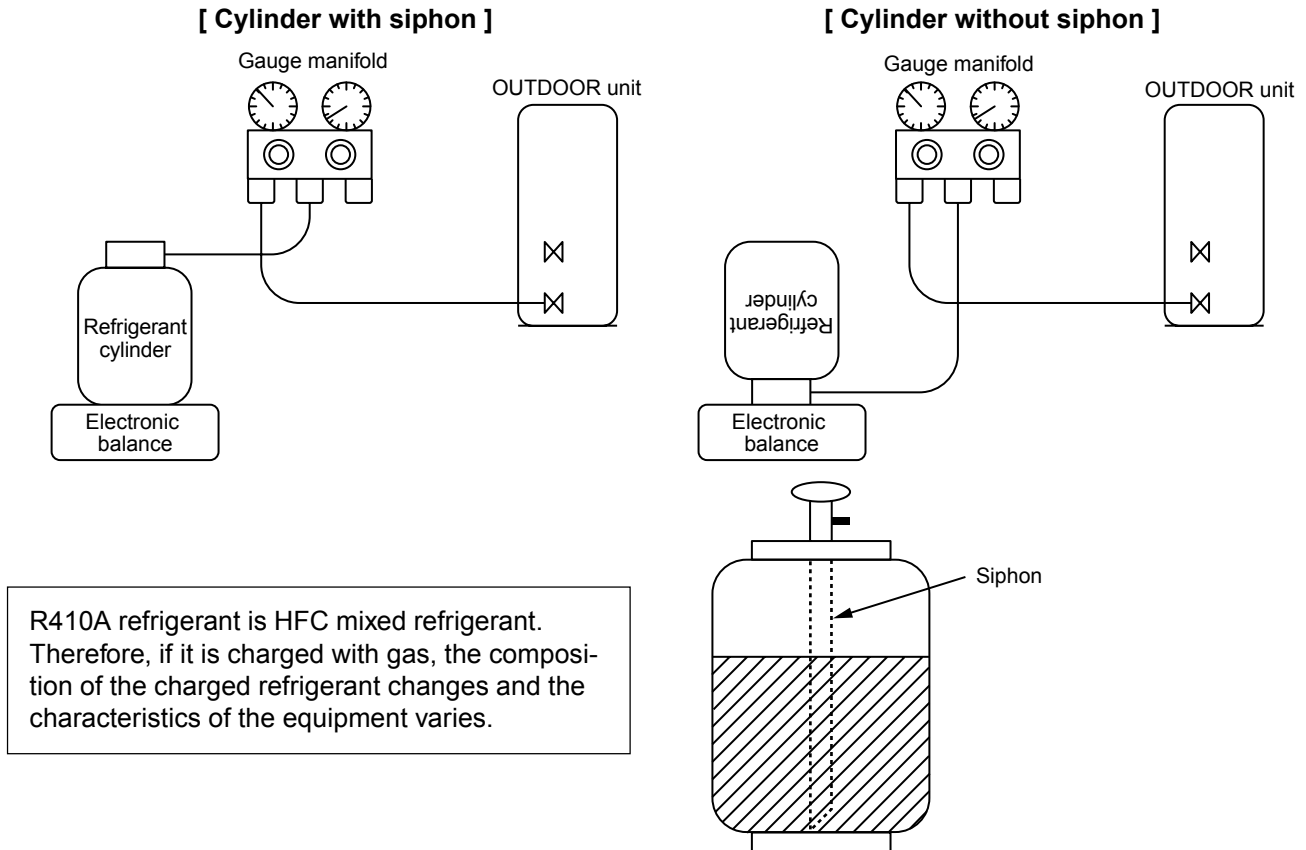 [ Cylinder with siphon ]
Gauge manifold
OUTDOOR unit
Refrigerant
cylinder
Electronic
balance
[ Cylinder without siphon ]
Gauge manifold
OUTDOOR unit
Refrigerant
cylinder
Electronic
balance
Siphon
R410A refrigerant is HFC mixed refrigerant.
Therefore, if it is charged with gas, the composi-
tion of the charged refrigerant changes and the
characteristics of the equipment varies.